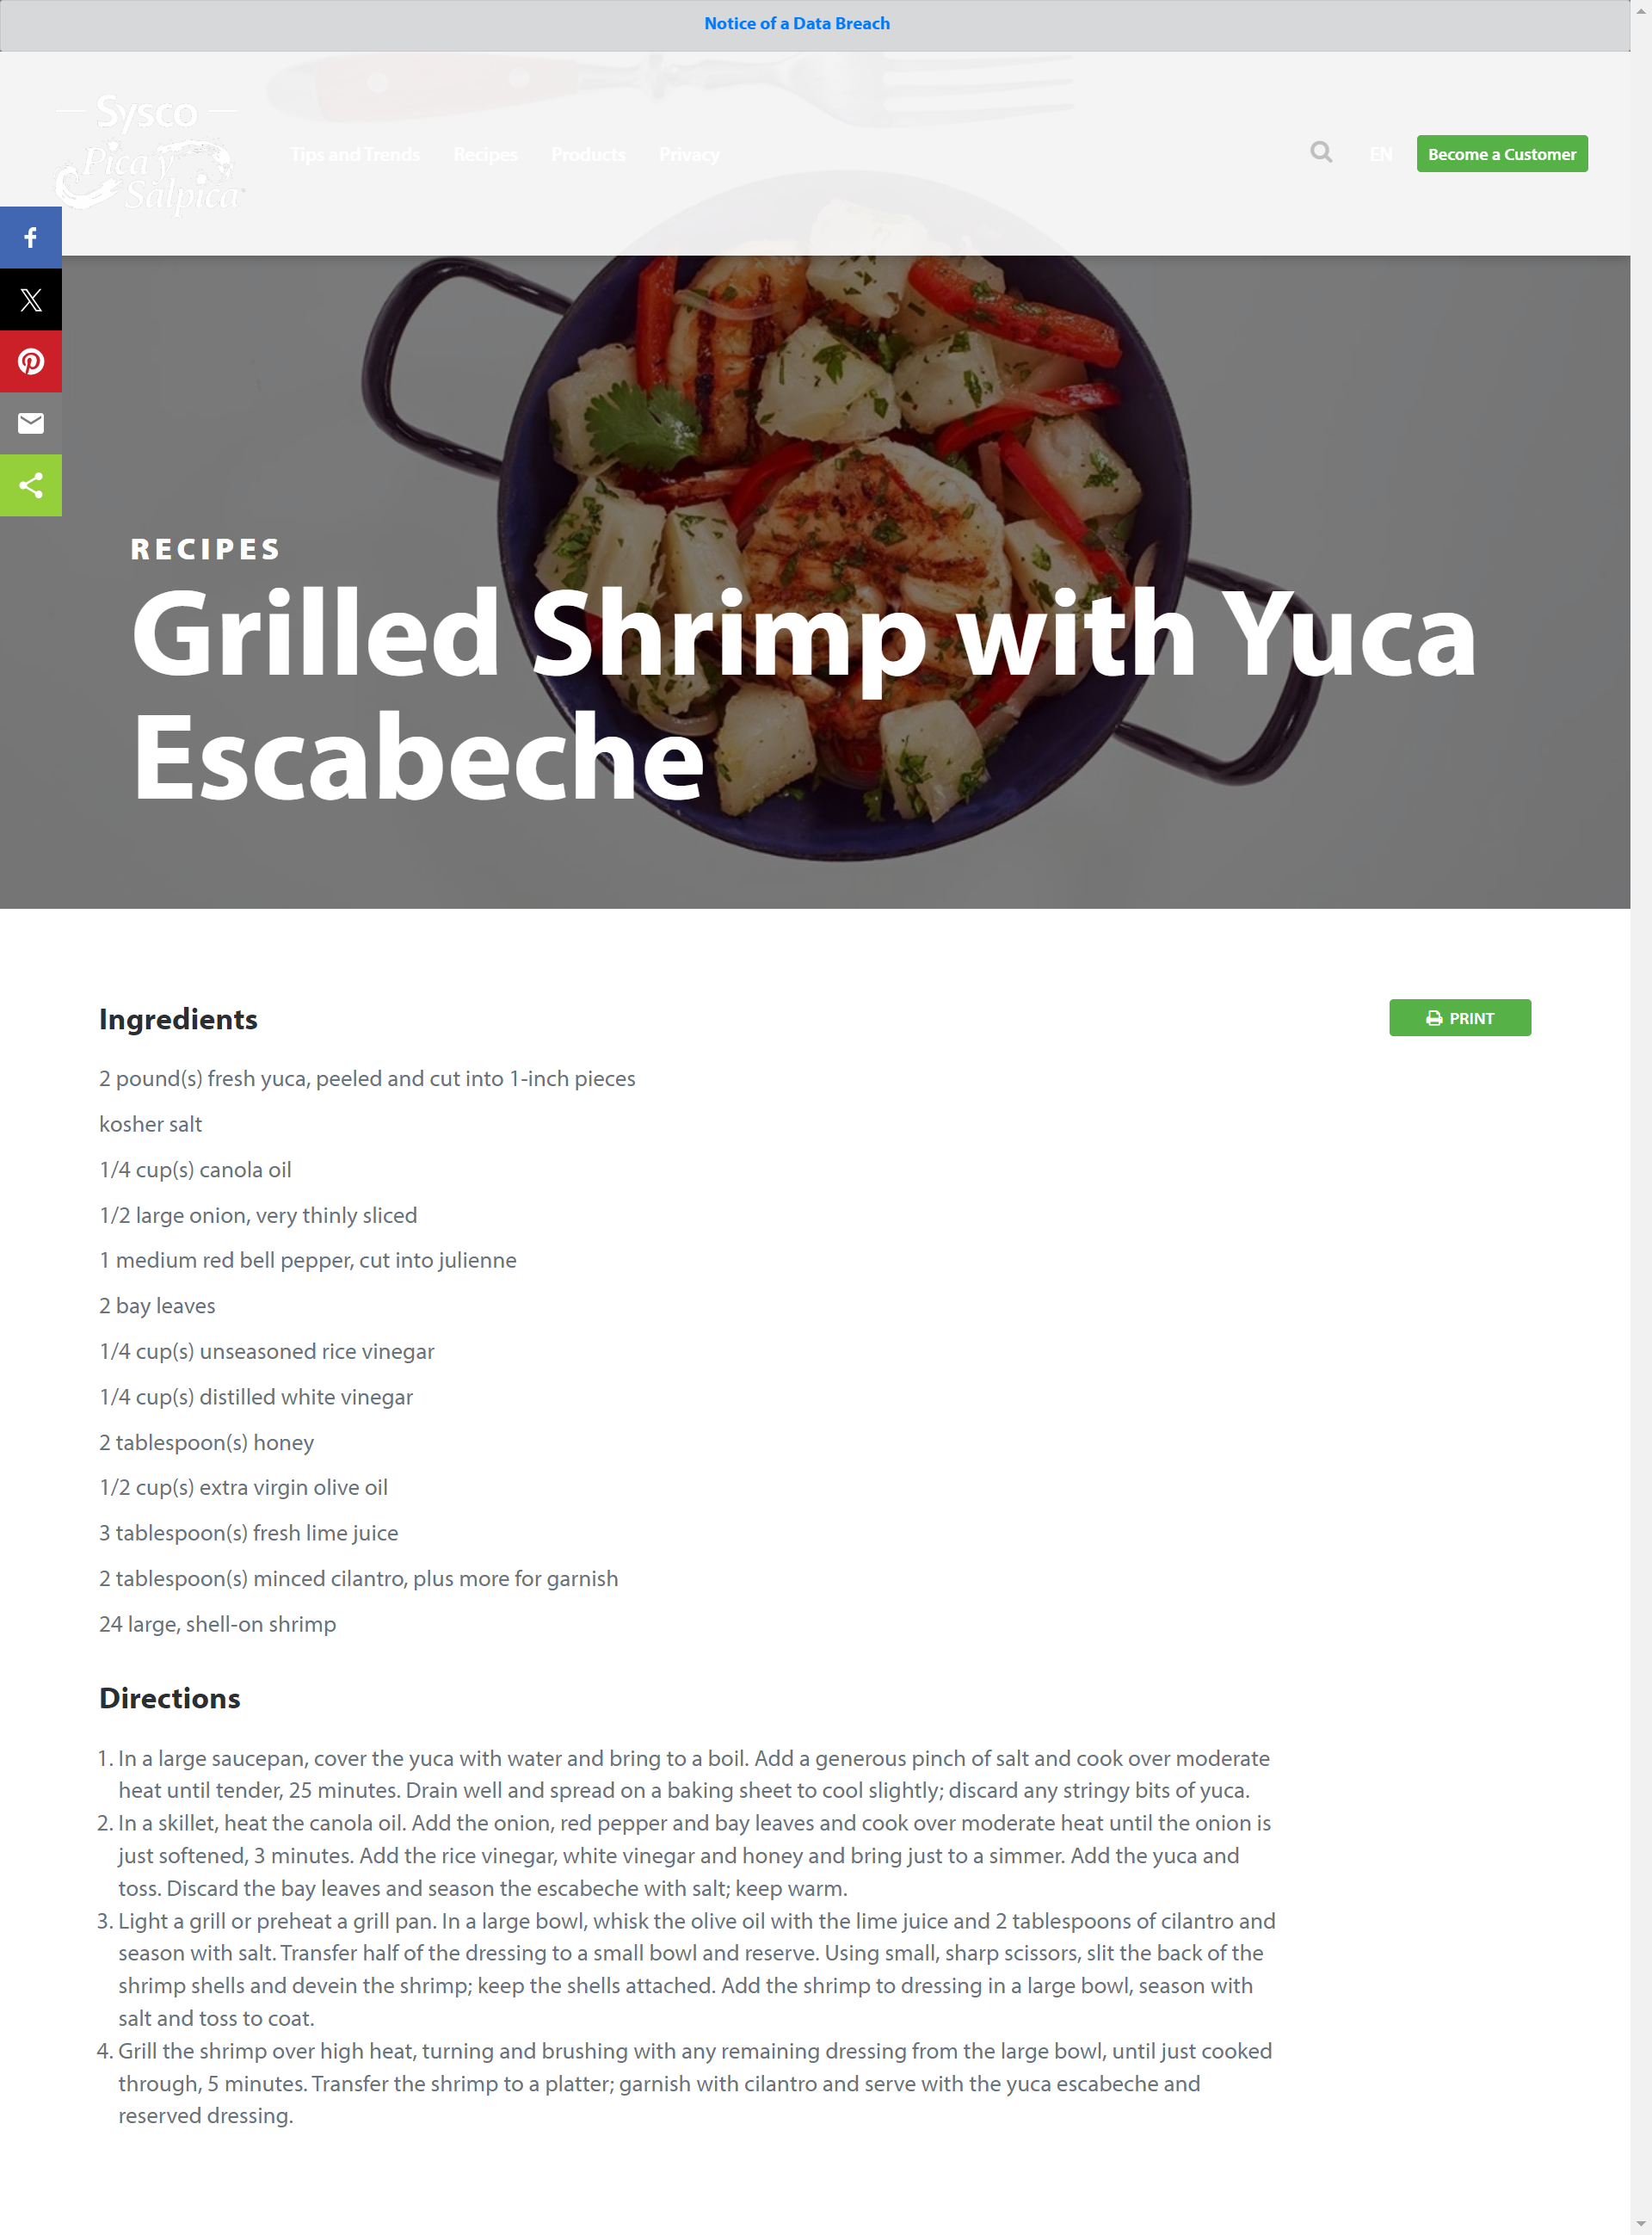 Notice of a Data Breach
Sysco
Pica y
Salpica
Tips and Trends Recipes Products Privacy
EN Become a Customer
RECIPES
Grilled Shrimp with Yuca
Escabeche
Ingredients
PRINT
2 pound(s) fresh yuca, peeled and cut into 1-inch pieces
kosher salt
1/4 cup(s) canola oil
1/2 large onion, very thinly sliced
1 medium red bell pepper, cut into julienne
2 bay leaves
1/4 cup(s) unseasoned rice vinegar
1/4 cup(s) distilled white vinegar
2 tablespoon(s) honey
1/2 cup(s) extra virgin olive oil
3 tablespoon(s) fresh lime juice
2 tablespoon(s) minced cilantro, plus more for garnish
24 large, shell-on shrimp
Directions
1. In a large saucepan, cover the yuca with water and bring to a boil. Add a generous pinch of salt and cook over moderate
heat until tender, 25 minutes. Drain well and spread on a baking sheet to cool slightly; discard any stringy bits of yuca.
2. In a skillet, heat the canola oil. Add the onion, red pepper and bay leaves and cook over moderate heat until the onion is
just softened, 3 minutes. Add the rice vinegar, white vinegar and honey and bring just to a simmer. Add the yuca and
toss. Discard the bay leaves and season the escabeche with salt; keep warm.
3. Light a grill or preheat a grill pan. In a large bowl, whisk the olive oil with the lime juice and 2 tablespoons of cilantro and
season with salt. Transfer half of the dressing to a small bowl and reserve. Using small, sharp scissors, slit the back of the
shrimp shells and devein the shrimp; keep the shells attached. Add the shrimp to dressing in a large bowl, season with
salt and toss to coat.
4. Grill the shrimp over high heat, turning and brushing with any remaining dressing from the large bowl, until just cooked
through, 5 minutes. Transfer the shrimp to a platter; garnish with cilantro and serve with the yuca escabeche and
reserved dressing.